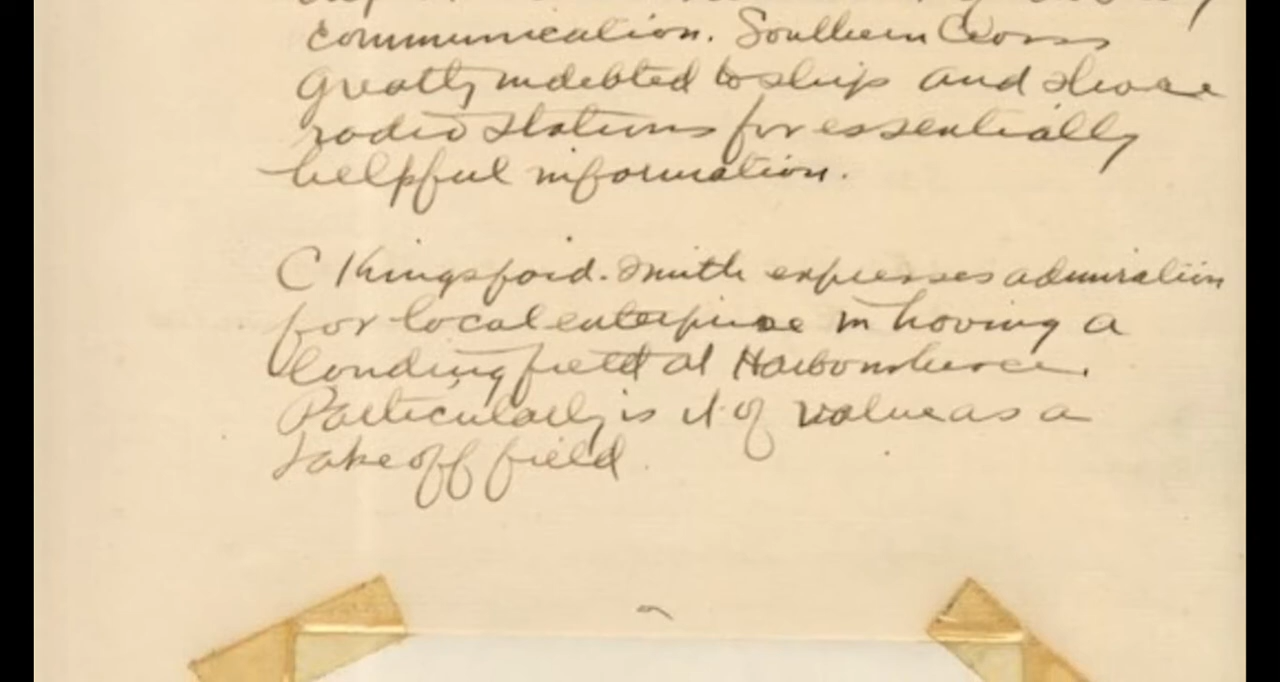 communication. Southern Cross
greatly indebted to ship and shore
radio stations for essentially
helpful information.
C Kingsford-Smith expresses admiration
for local enterprise in having a
landing field at Harbour Grace.
Particularly is it of value as a
take off field